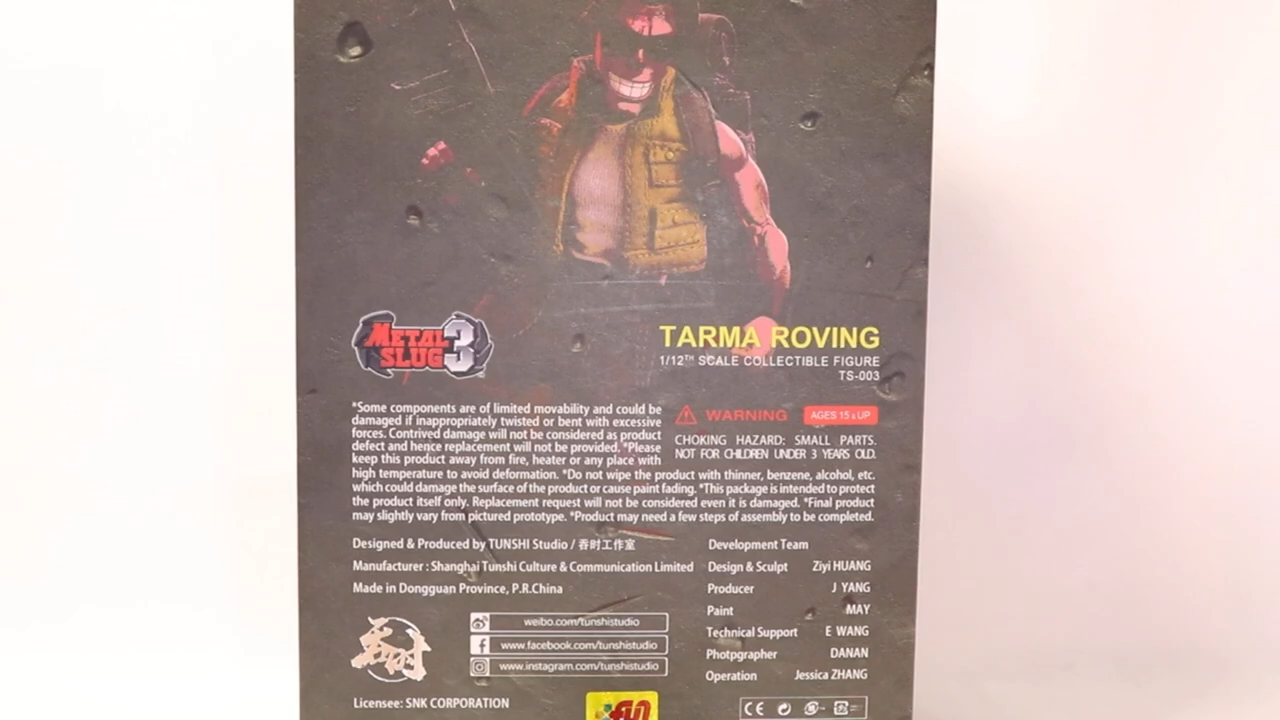 METAL
SLUG 3
TARMA ROVING
1/12TH SCALE COLLECTIBLE FIGURE
TS-003
*Some components are of limited movability and could be
damaged if inappropriately twisted or bent with excessive
forces. Contrived damage will not be considered as product
defect and hence replacement will not be provided. *Please
keep this product away from fire, heater or any place with
high temperature to avoid deformation. *Do not wipe the product with thinner, benzene, alcohol, etc.
which could damage the surface of the product or cause paint fading. *This package is intended to protect
the product itself only. Replacement request will not be considered even it is damaged. *Final product
may slightly vary from pictured prototype. *Product may need a few steps of assembly to be completed.
WARNING
AGES 15 & UP
CHOKING HAZARD: SMALL PARTS.
NOT FOR CHILDREN UNDER 3 YEARS OLD.
Designed & Produced by TUNSHI Studio / 吞时工作室
Manufacturer : Shanghai Tunshi Culture & Communication Limited
Made in Dongguan Province, P.R.China
Development Team
Design & Sculpt Ziyi HUANG
Producer J YANG
Paint MAY
Technical Support E WANG
Photpgrapher DANAN
Operation Jessica ZHANG
吞时
weibo.com/tunshistudio
www.facebook.com/tunshistudio
www.instagram.com/tunshistudio
Licensee: SNK CORPORATION
fun
CE